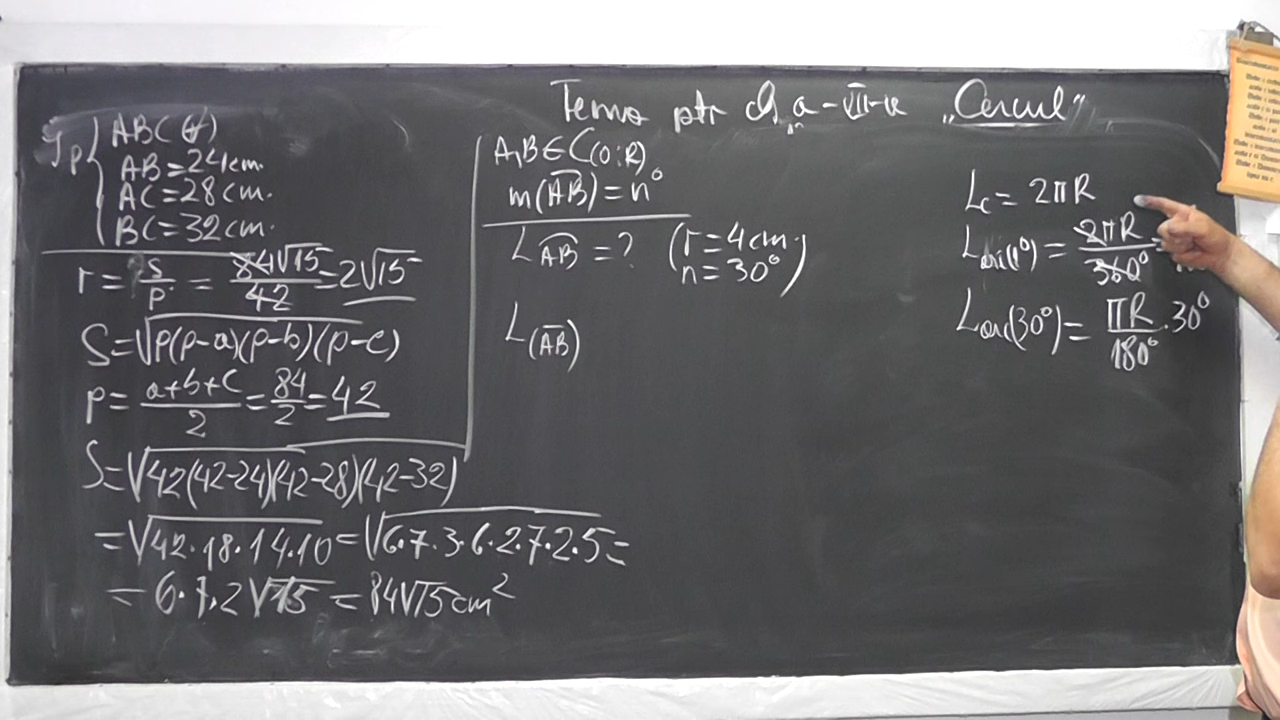 Tema ptr cl. a-VII-a „Cercul”
Ip { ABC (∀)
AB=24cm.
AC=28cm.
BC=32cm.
r = S/p = 84√15/42 = 2√15
S=√p(p-a)(p-b)(p-c)
p= a+b+c/2 = 84/2 = 42
S=√42(42-24)(42-28)(42-32)
=√42·18·14·10 = √6·7·3·6·2·7·2·5 =
= 6·7·2√15 = 84√15 cm²
A,B∈C(O;R)
m(AB)=n°
L AB = ? (r=4cm. n=30°)
L(AB)
Lc = 2πR
Larc(1°) = 2πR/360° =
Larc(30°) = πR/180° · 30°